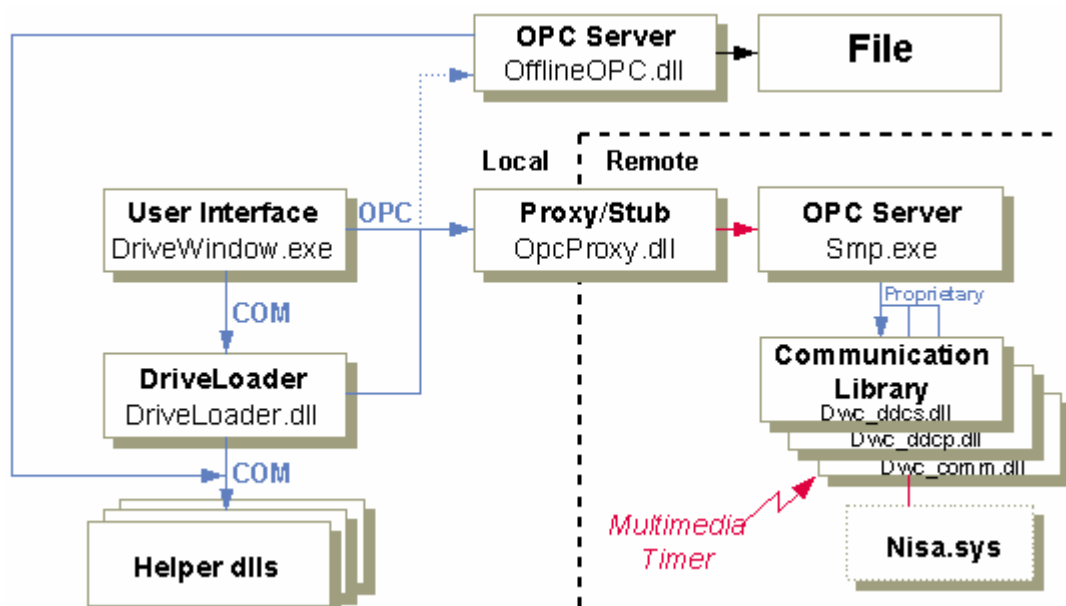 OPC Server
OfflineOPC.dll
File
Local
Remote
User Interface
DriveWindow.exe
OPC
Proxy/Stub
OpcProxy.dll
OPC Server
Smp.exe
Proprietary
COM
DriveLoader
DriveLoader.dll
Communication
Library
Dwc_ddcs.dll
Dwc_ddcp.dll
Dwc_comm.dll
COM
Multimedia
Timer
Helper dlls
Nisa.sys